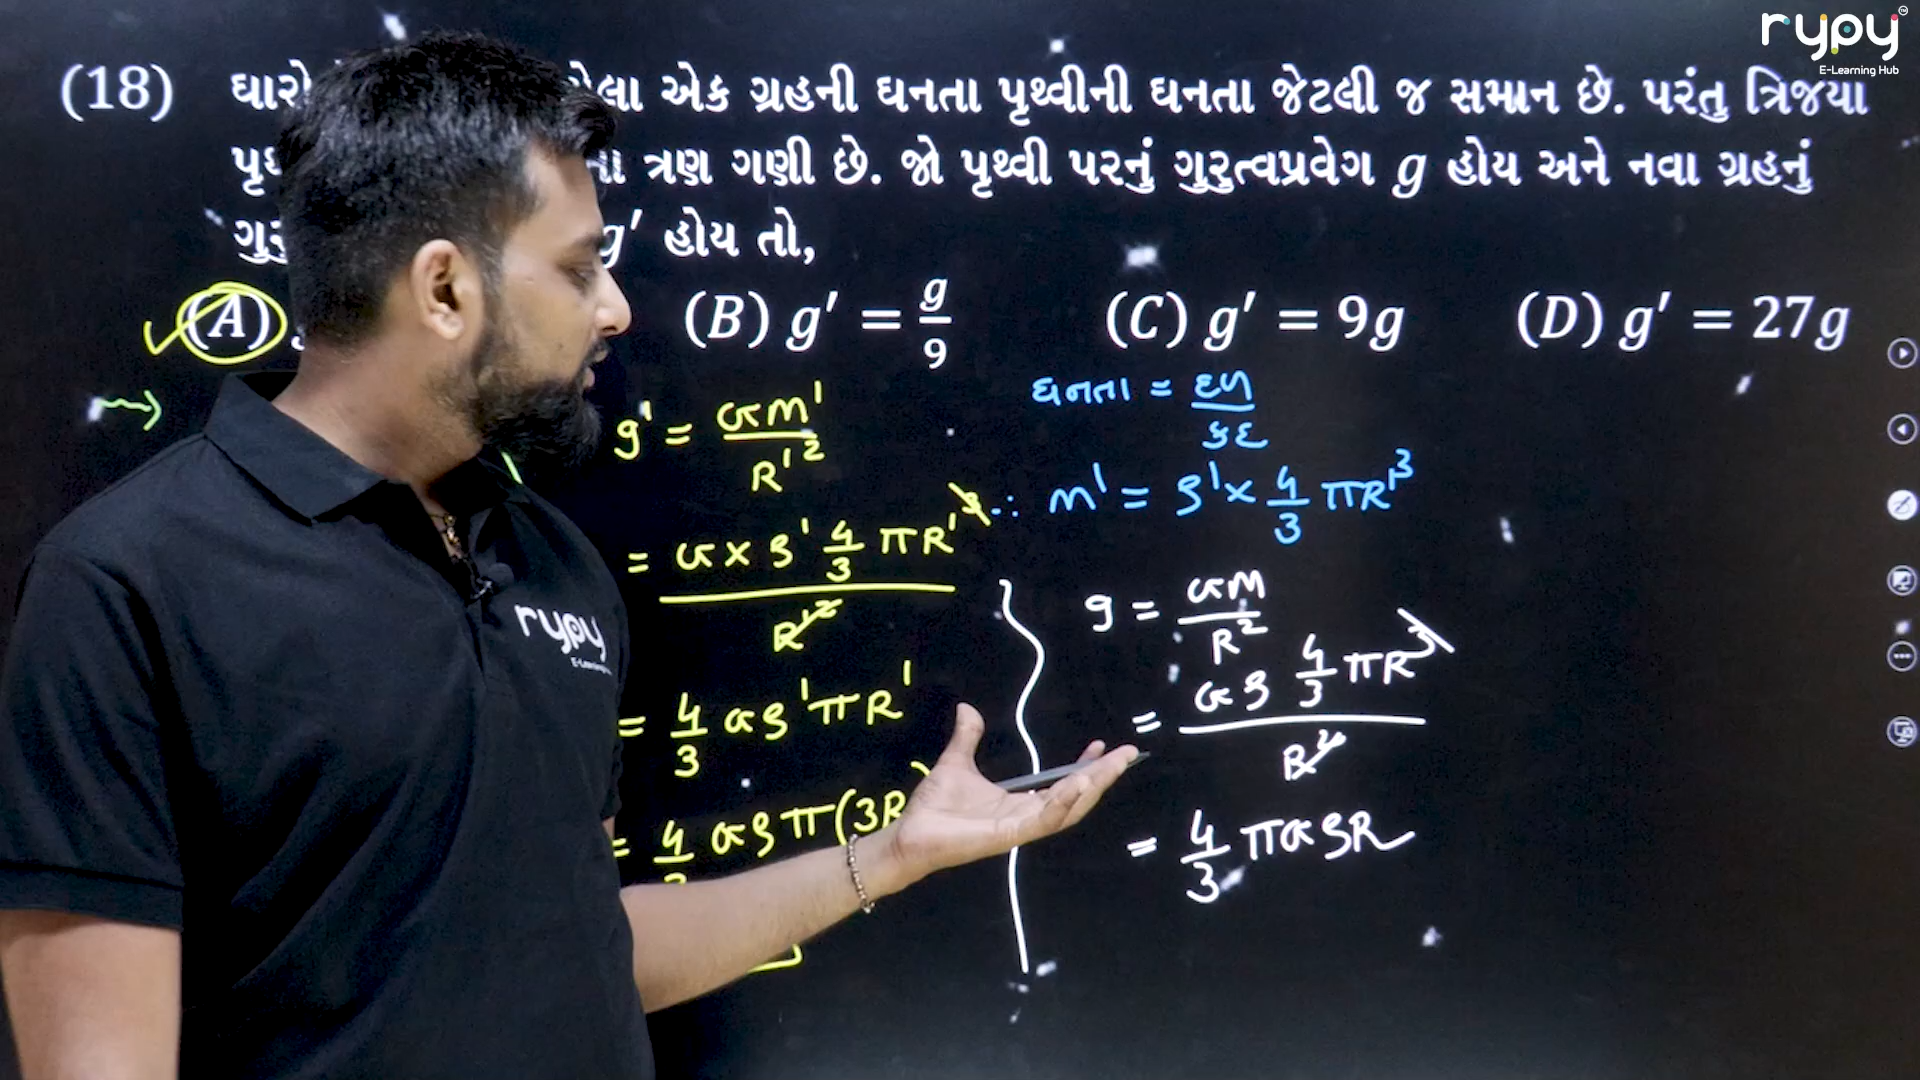 rypy
E-Learning Hub
(18) એક ગ્રહની ઘનતા પૃથ્વીની ઘનતા જેટલી જ સમાન છે. પરંતુ ત્રિજયા
ત્રણ ગણી છે. જો પૃથ્વી પરનું ગુરુત્વપ્રવેગ g હોય અને નવા ગ્રહનું
g′ હોય તો,
(A) (B) g′ = g/9 (C) g′ = 9g (D) g′ = 27g
ઘનતા = દળ/કદ
g' = GM'/R'²
∴ m' = ρ' × 4/3 πR'³
= G × ρ' 4/3 πR'³ / R'²
g = GM/R²
= Gρ 4/3 πR³ / R²
= 4/3 Gρ'πR'
= 4/3 Gρπ(3R
= 4/3 πGρR
rypy